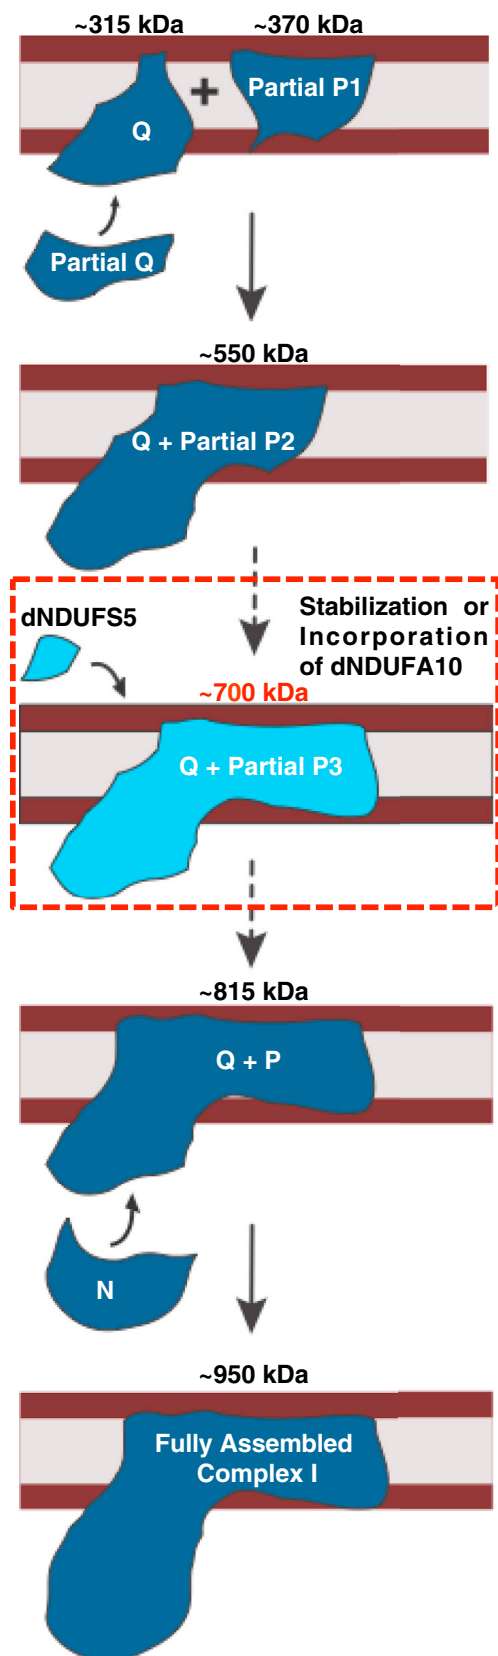 ~315 kDa
~370 kDa
Q
+
Partial P1
Partial Q
~550 kDa
Q + Partial P2
dNDUFS5
Stabilization or
Incorporation
of dNDUFA10
~700 kDa
Q + Partial P3
~815 kDa
Q + P
N
~950 kDa
Fully Assembled
Complex I